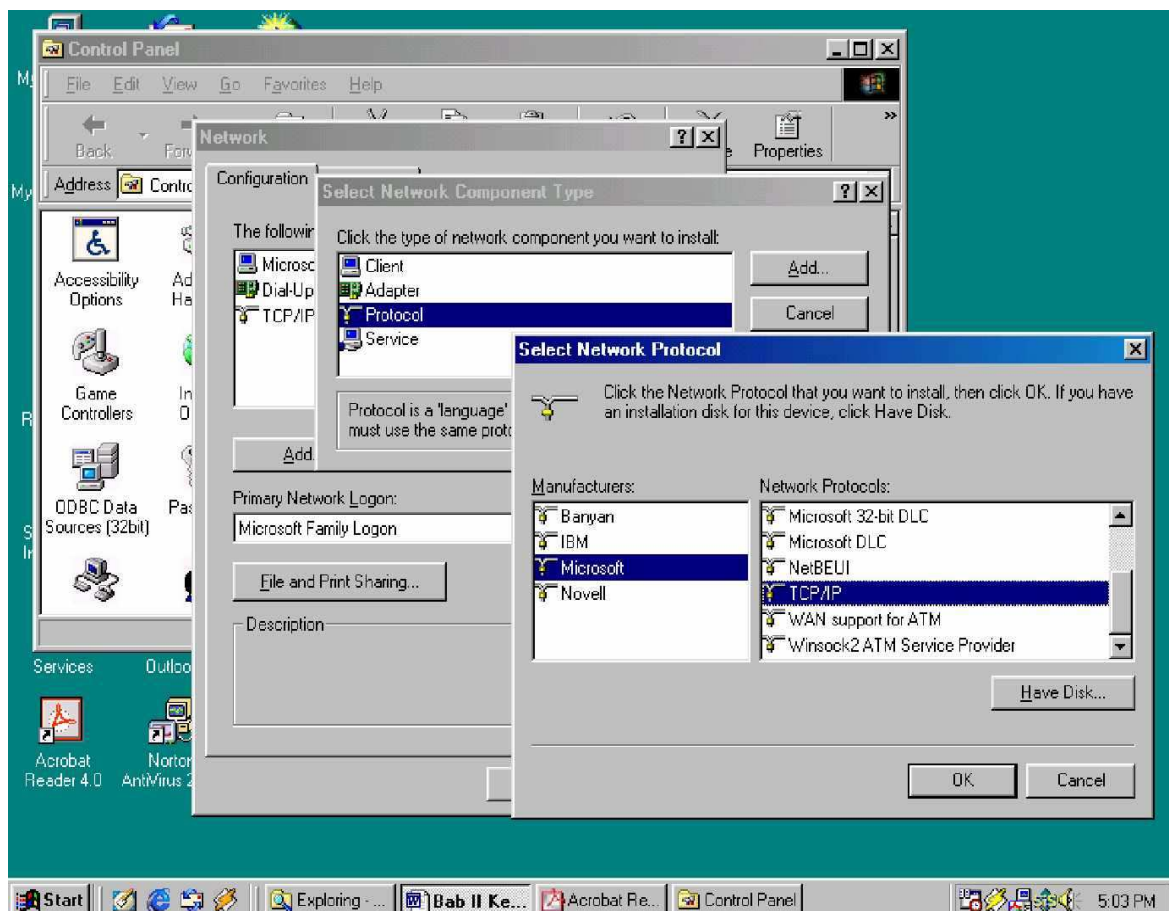 Control Panel
File Edit View Go Favorites Help
Back
Properties
Address
Accessibility Options
Game Controllers
ODBC Data Sources (32bit)
Network
Configuration
Microsoft Family Logon
Primary Network Logon:
File and Print Sharing...
Description
Select Network Component Type
Click the type of network component you want to install:
Client
Adapter
Protocol
Service
Add...
Cancel
Protocol is a 'language'
must use the same
Dial-Up
TCP/IP
Add
Select Network Protocol
Click the Network Protocol that you want to install, then click OK. If you have
an installation disk for this device, click Have Disk.
Manufacturers:
Banyan
IBM
Microsoft
Novell
Network Protocols:
Microsoft 32-bit DLC
Microsoft DLC
NetBEUI
TCP/IP
WAN support for ATM
Winsock2 ATM Service Provider
Have Disk...
OK
Cancel
Services
Acrobat
Reader 4.0
Start
Exploring - ...
Bab II Ke...
Acrobat Re...
Control Panel
5:03 PM